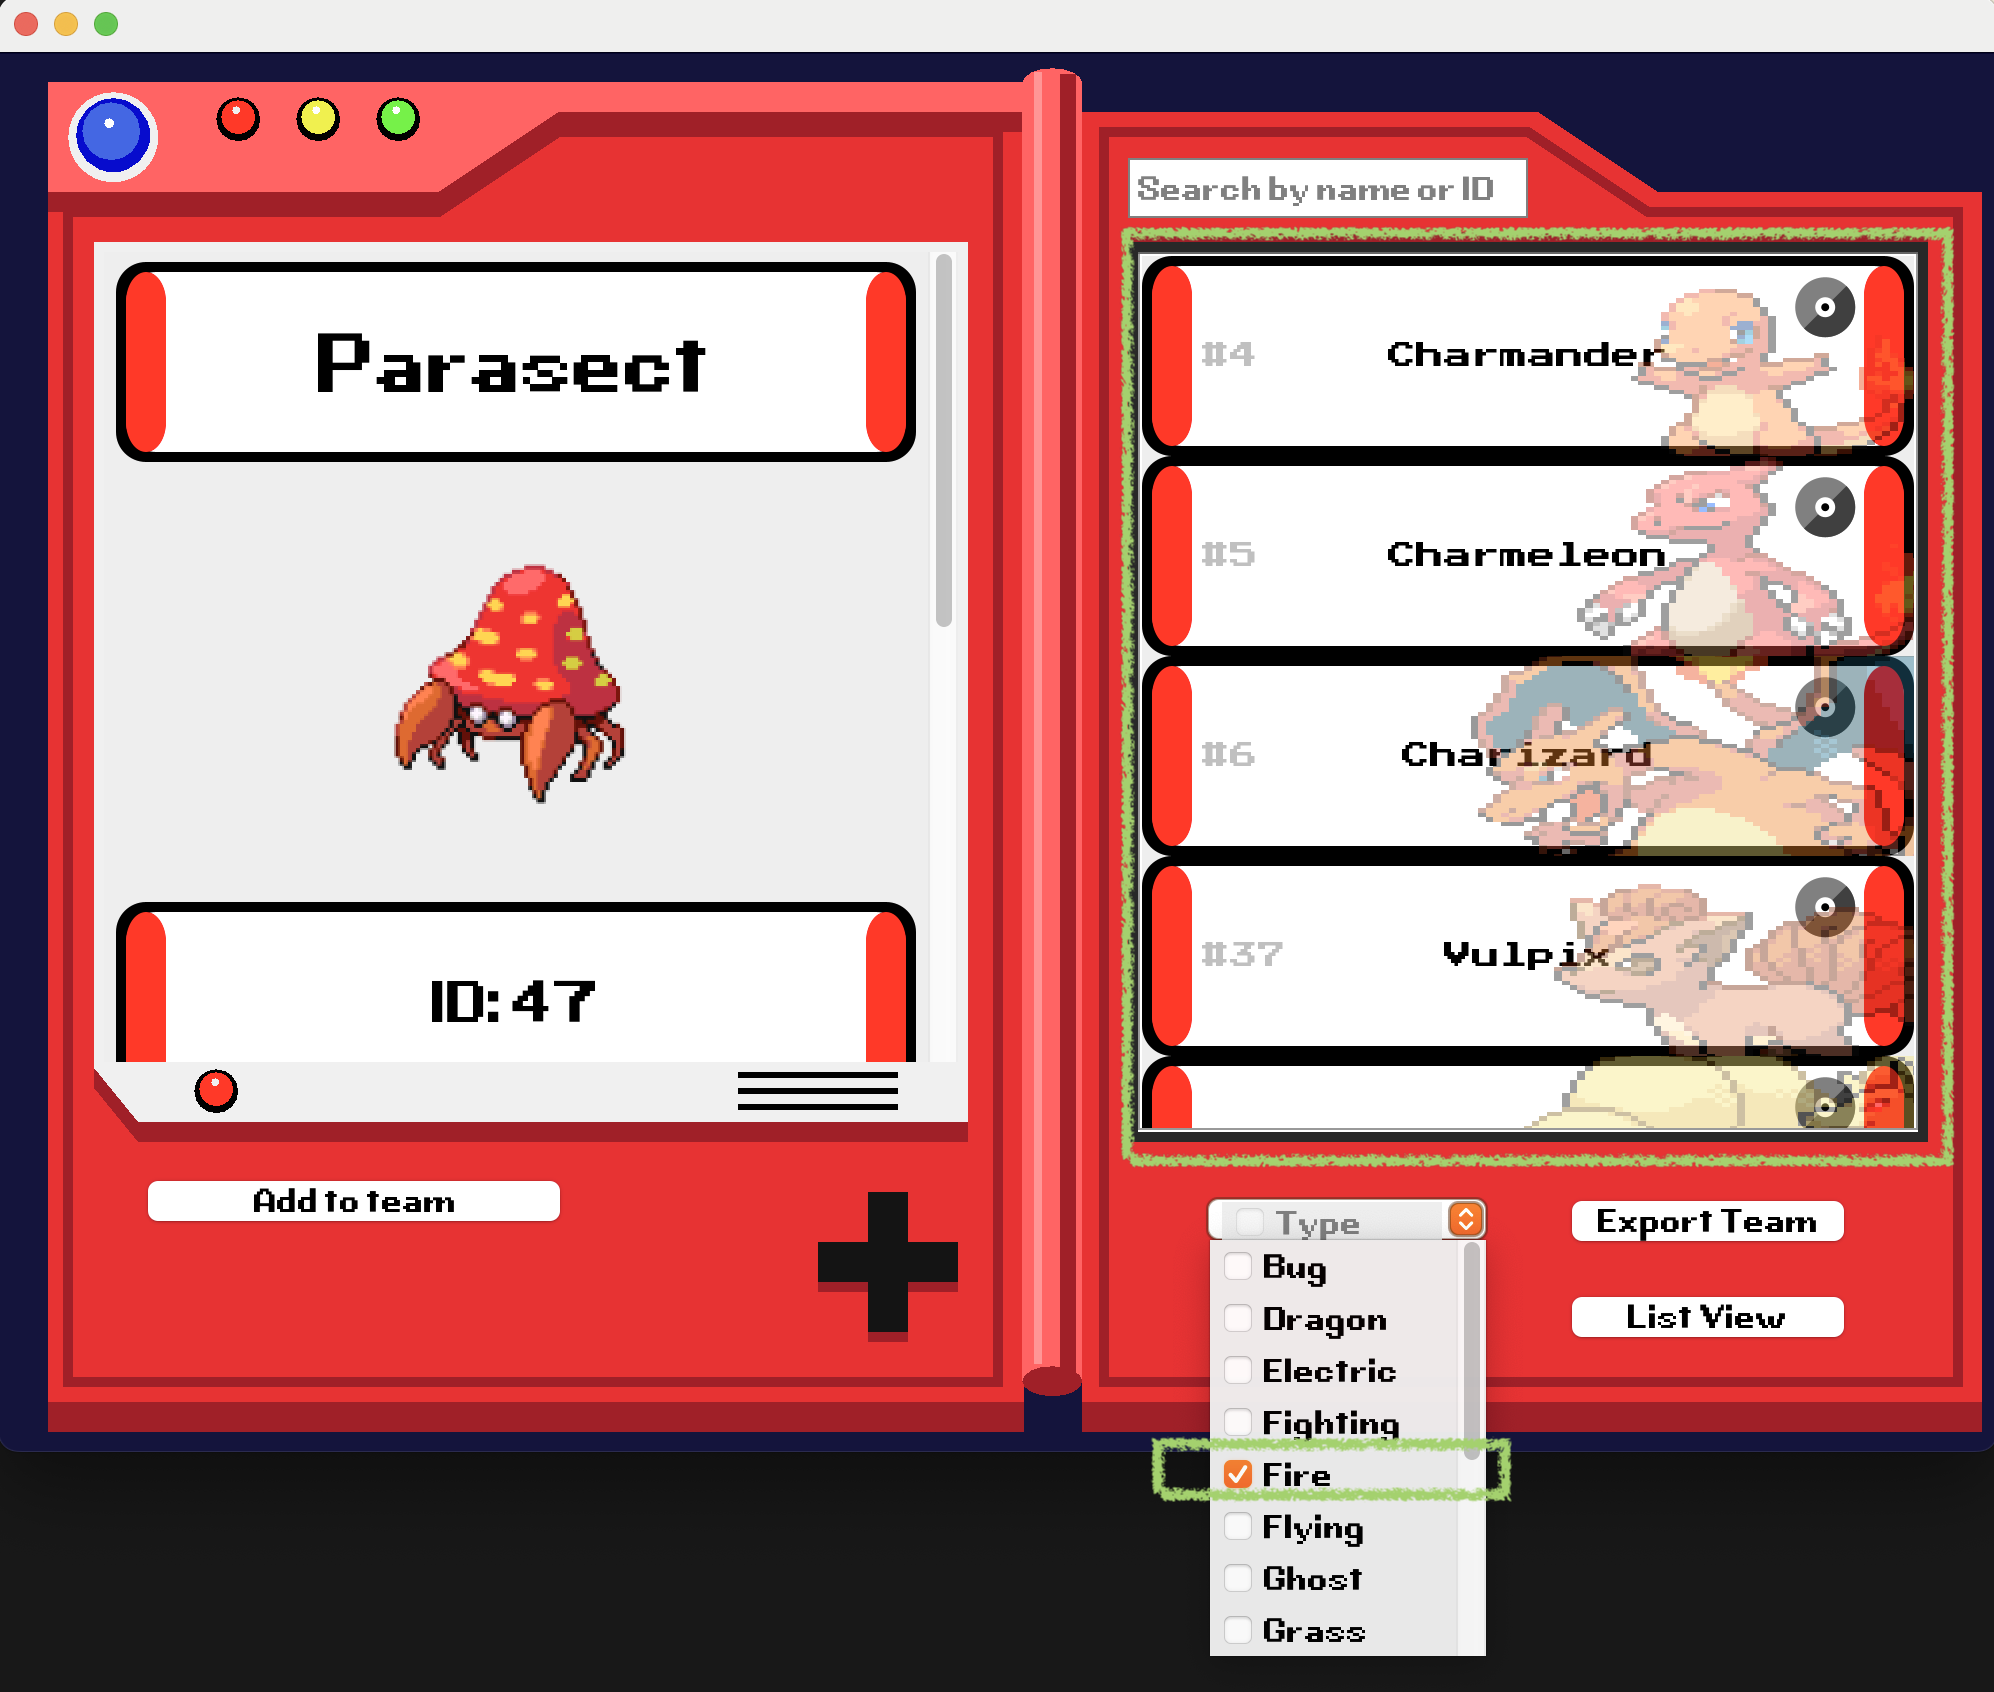 Parasect
ID: 47
Add to team
Search by name or ID
#4 Charmander
#5 Charmeleon
#6 Charizard
#37 Vulpix
Type
Bug
Dragon
Electric
Fighting
Fire
Flying
Ghost
Grass
Export Team
List View